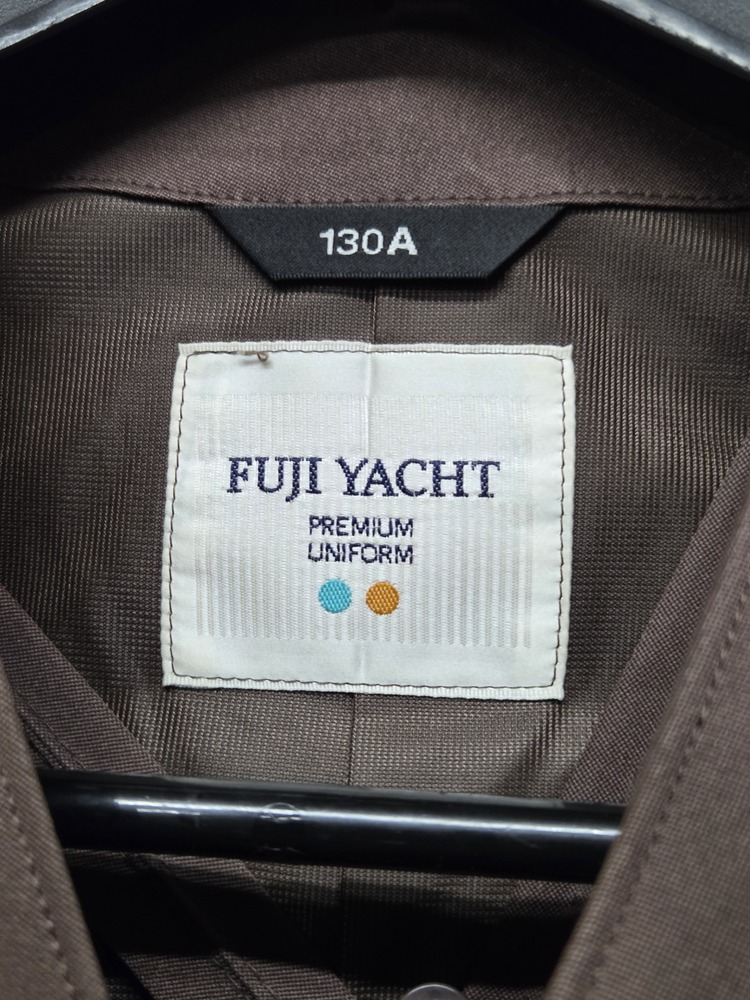 130A
FUJI YACHT
PREMIUM
UNIFORM